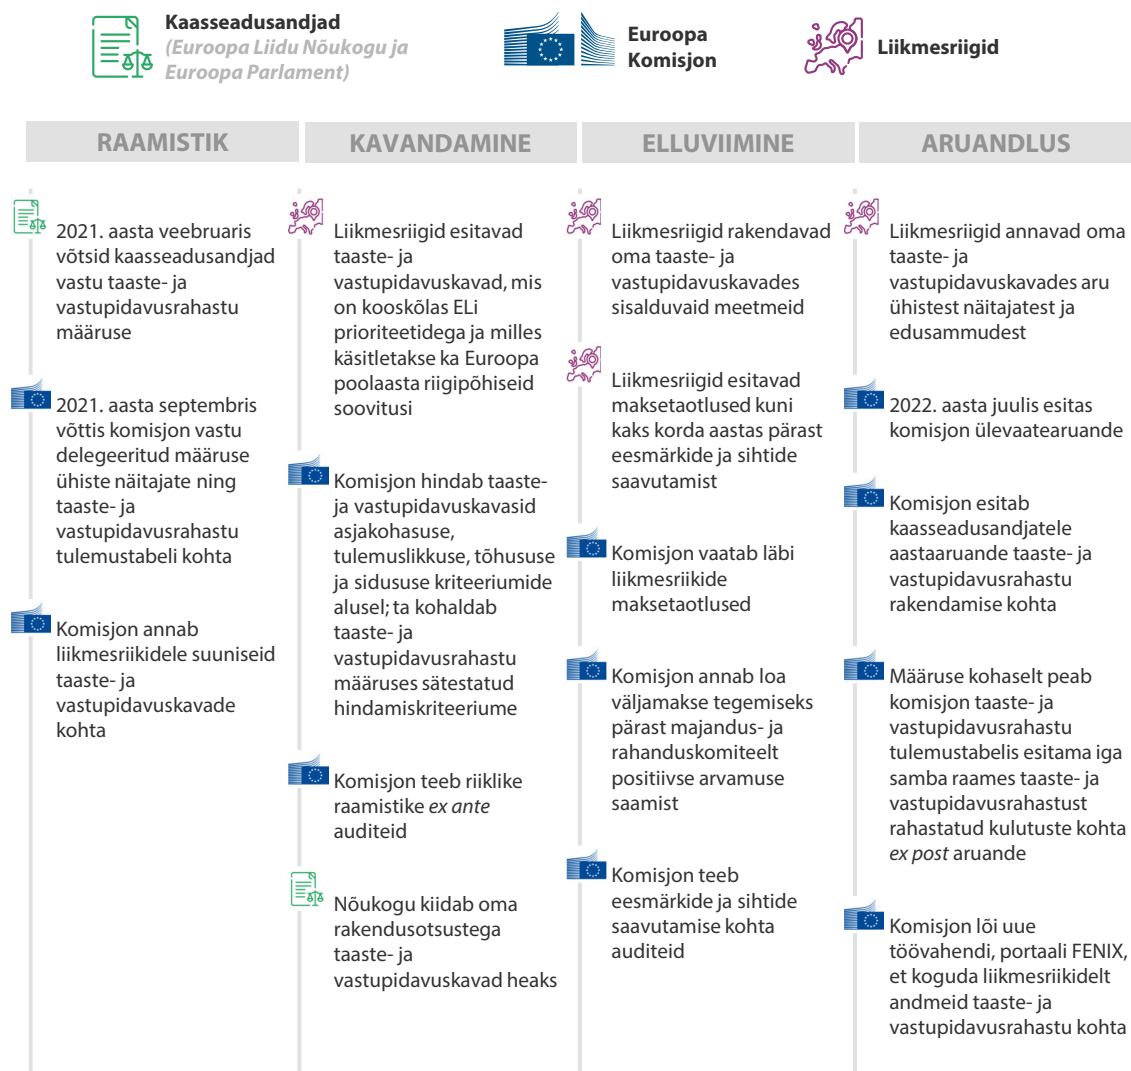 Kaasseadusandjad
(Euroopa Liidu Nõukogu ja
Euroopa Parlament)
Euroopa
Komisjon
Liikmesriigid
RAAMISTIK
2021. aasta veebruaris
võtsid kaasseadusandjad
vastu taaste- ja
vastupidavusrahastu
määruse
2021. aasta septembris
võttis komisjon vastu
delegeeritud määruse
ühiste näitajate ning
taaste- ja
vastupidavusrahastu
tulemustabeli kohta
Komisjon annab
liikmesriikidele suuniseid
taaste- ja
vastupidavuskavade
kohta
KAVANDAMINE
Liikmesriigid esitavad
taaste- ja
vastupidavuskavad, mis
on kooskõlas ELi
prioriteetidega ja milles
käsitletakse ka Euroopa
poolaasta riigipõhiseid
soovitusi
Komisjon hindab taaste-
ja vastupidavuskavasid
asjakohasuse,
tulemuslikkuse, tõhususe
ja sidususe kriteeriumide
alusel; ta kohaldab
taaste- ja
vastupidavusrahastu
määruses sätestatud
hindamiskriteeriume
Komisjon teeb riiklike
raamistike ex ante
auditeid
Nõukogu kiidab oma
rakendusotsustega
taaste- ja
vastupidavuskavad heaks
ELLUVIIMINE
Liikmesriigid rakendavad
oma taaste- ja
vastupidavuskavades
sisalduvaid meetmeid
Liikmesriigid esitavad
maksetaotlused kuni
kaks korda aastas pärast
eesmärkide ja sihtide
saavutamist
Komisjon vaatab läbi
liikmesriikide
maksetaotlused
Komisjon annab loa
väljamakse tegemiseks
pärast majandus- ja
rahanduskomiteelt
positiivse arvamuse
saamist
Komisjon teeb
eesmärkide ja sihtide
saavutamise kohta
auditeid
ARUANDLUS
Liikmesriigid annavad oma
taaste- ja
vastupidavuskavades aru
ühistest näitajatest ja
edusammudest
2022. aasta juulis esitas
komisjon ülevaatearuande
Komisjon esitab
kaasseadusandjatele
aastaaruande taaste- ja
vastupidavusrahastu
rakendamise kohta
Määruse kohaselt peab
komisjon taaste- ja
vastupidavusrahastu
tulemustabelis esitama iga
samba raames taaste- ja
vastupidavusrahastust
rahastatud kulutuste kohta
ex post aruande
Komisjon lõi uue
töövahendi, portaali FENIX,
et koguda liikmesriikidelt
andmeid taaste- ja
vastupidavusrahastu kohta